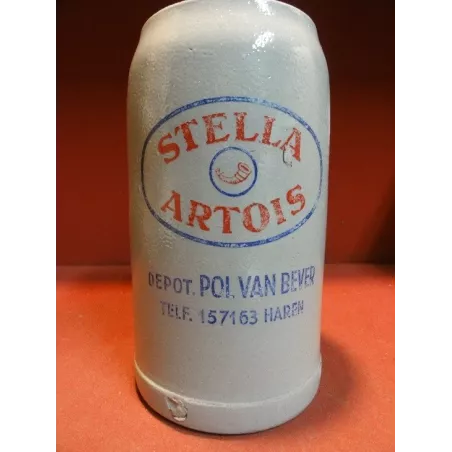 STELLA
ARTOIS
DEPOT. POL VAN BEVER
TELF. 157163 HAREN